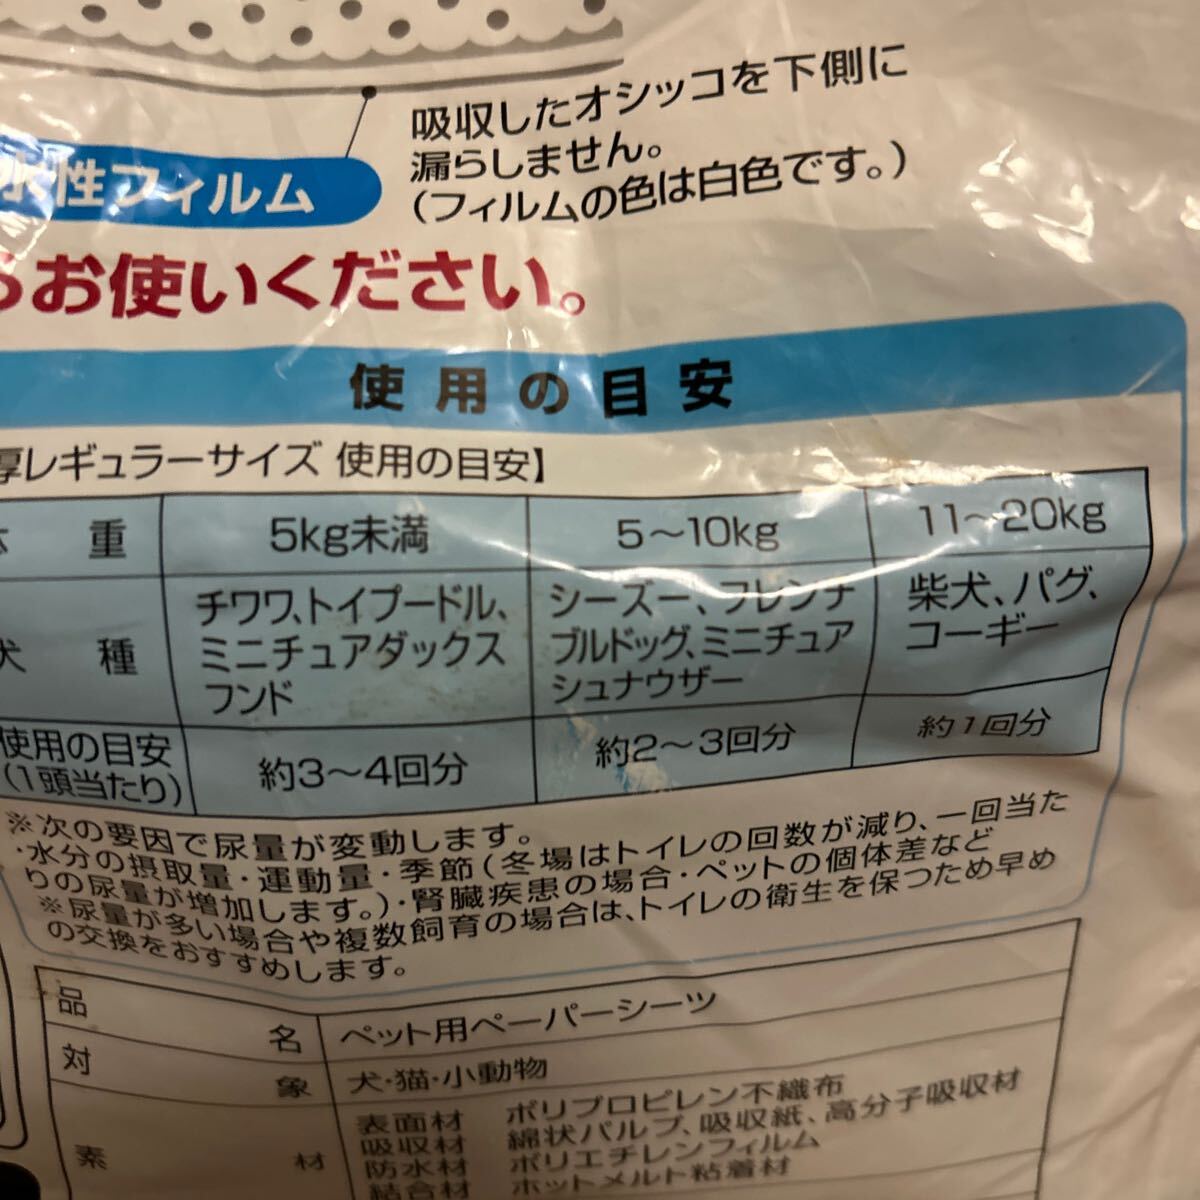 吸収したオシッコを下側に
漏らしません。
(フィルムの色は白色です。)
水性フィルム
お使いください。
使用の目安
厚レギュラーサイズ 使用の目安】
体重 5kg未満 5〜10kg 11〜20kg
犬種 チワワ、トイプードル、ミニチュアダックスフンド シーズー、フレンチブルドッグ、ミニチュアシュナウザー 柴犬、パグ、コーギー
使用の目安(1頭当たり) 約3〜4回分 約2〜3回分 約1回分
※次の要因で尿量が変動します。
・水分の摂取量・運動量・季節(冬場はトイレの回数が減り、一回当た
りの尿量が増加します。)・腎臓疾患の場合・ペットの個体差など
※尿量が多い場合や複数飼育の場合は、トイレの衛生を保つため早め
の交換をおすすめします。
品名 ペット用ペーパーシーツ
対象 犬・猫・小動物
素材 表面材 ポリプロピレン不織布
吸収材 綿状パルプ、吸収紙、高分子吸収材
防水材 ポリエチレンフィルム
結合材 ホットメルト粘着材